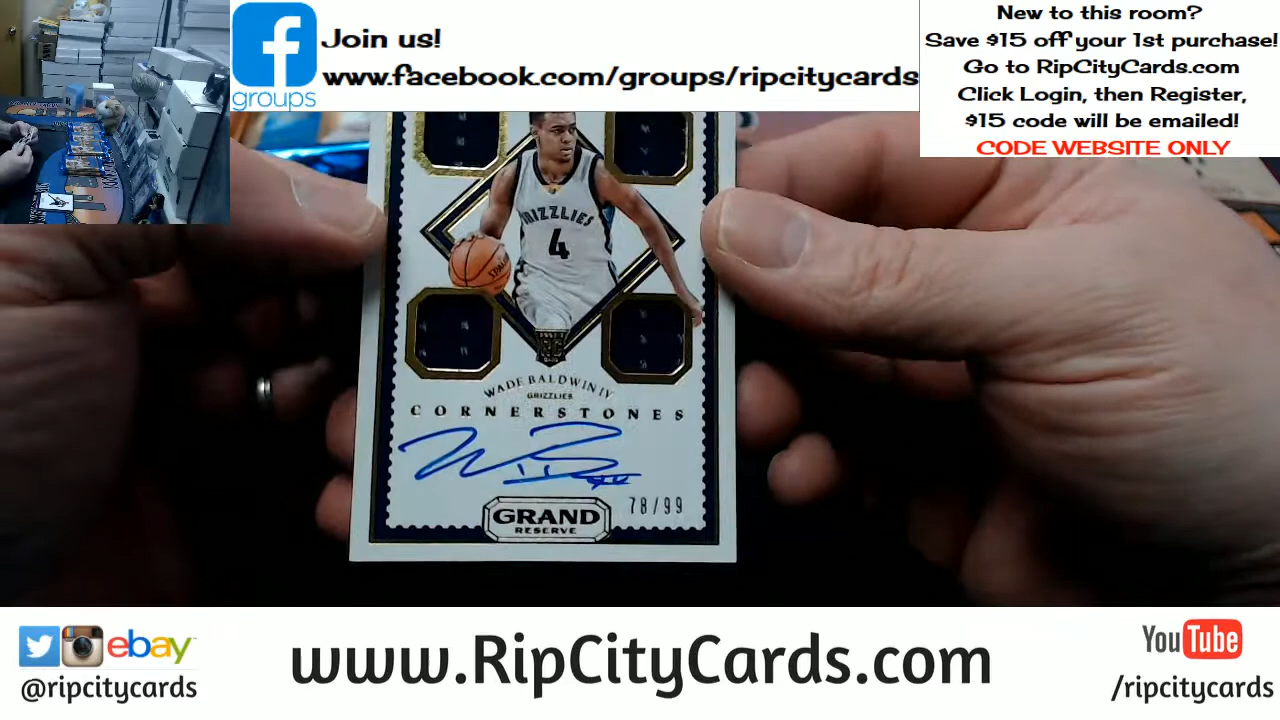 Join us!
www.facebook.com/groups/ripcitycards
groups
New to this room?
Save $15 off your 1st purchase!
Go to RipCityCards.com
Click Login, then Register,
$15 code will be emailed!
CODE WEBSITE ONLY
GRIZZLIES
4
SPALDING
WADE BALDWIN IV
GRIZZLIES
CORNERSTONES
78/99
GRAND
RESERVE
ebay
@ripcitycards
www.RipCityCards.com
YouTube
/ripcitycards